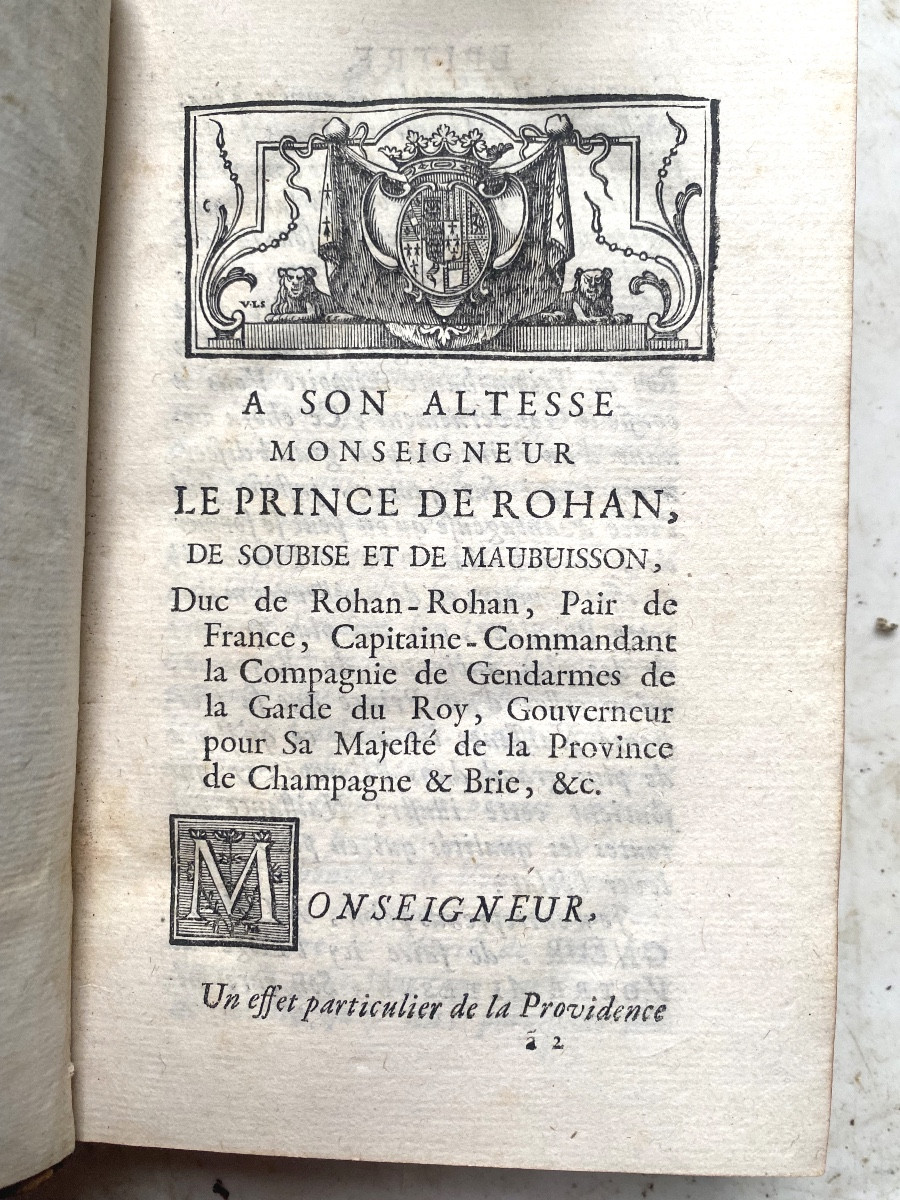 V·LS
A SON ALTESSE
MONSEIGNEUR
LE PRINCE DE ROHAN,
DE SOUBISE ET DE MAUBUISSON,
Duc de Rohan-Rohan, Pair de
France, Capitaine-Commandant
la Compagnie de Gendarmes de
la Garde du Roy, Gouverneur
pour Sa Majeſté de la Province
de Champagne & Brie, &c.
MONSEIGNEUR,
Un effet particulier de la Providence
ã 2